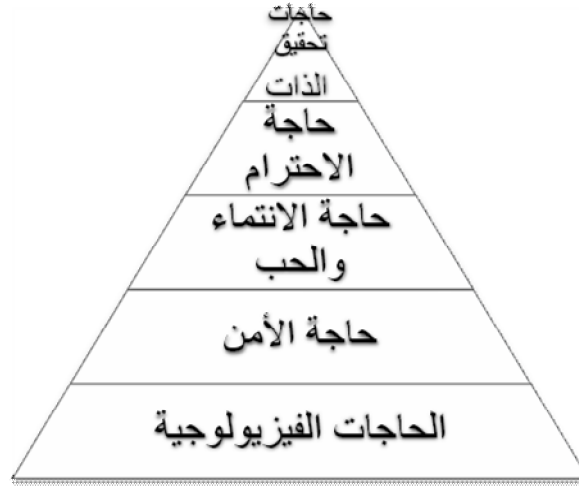 حاجات
تحقيق
الذات
حاجة
الاحترام
حاجة الانتماء
والحب
حاجة الأمن
الحاجات الفيزيولوجية